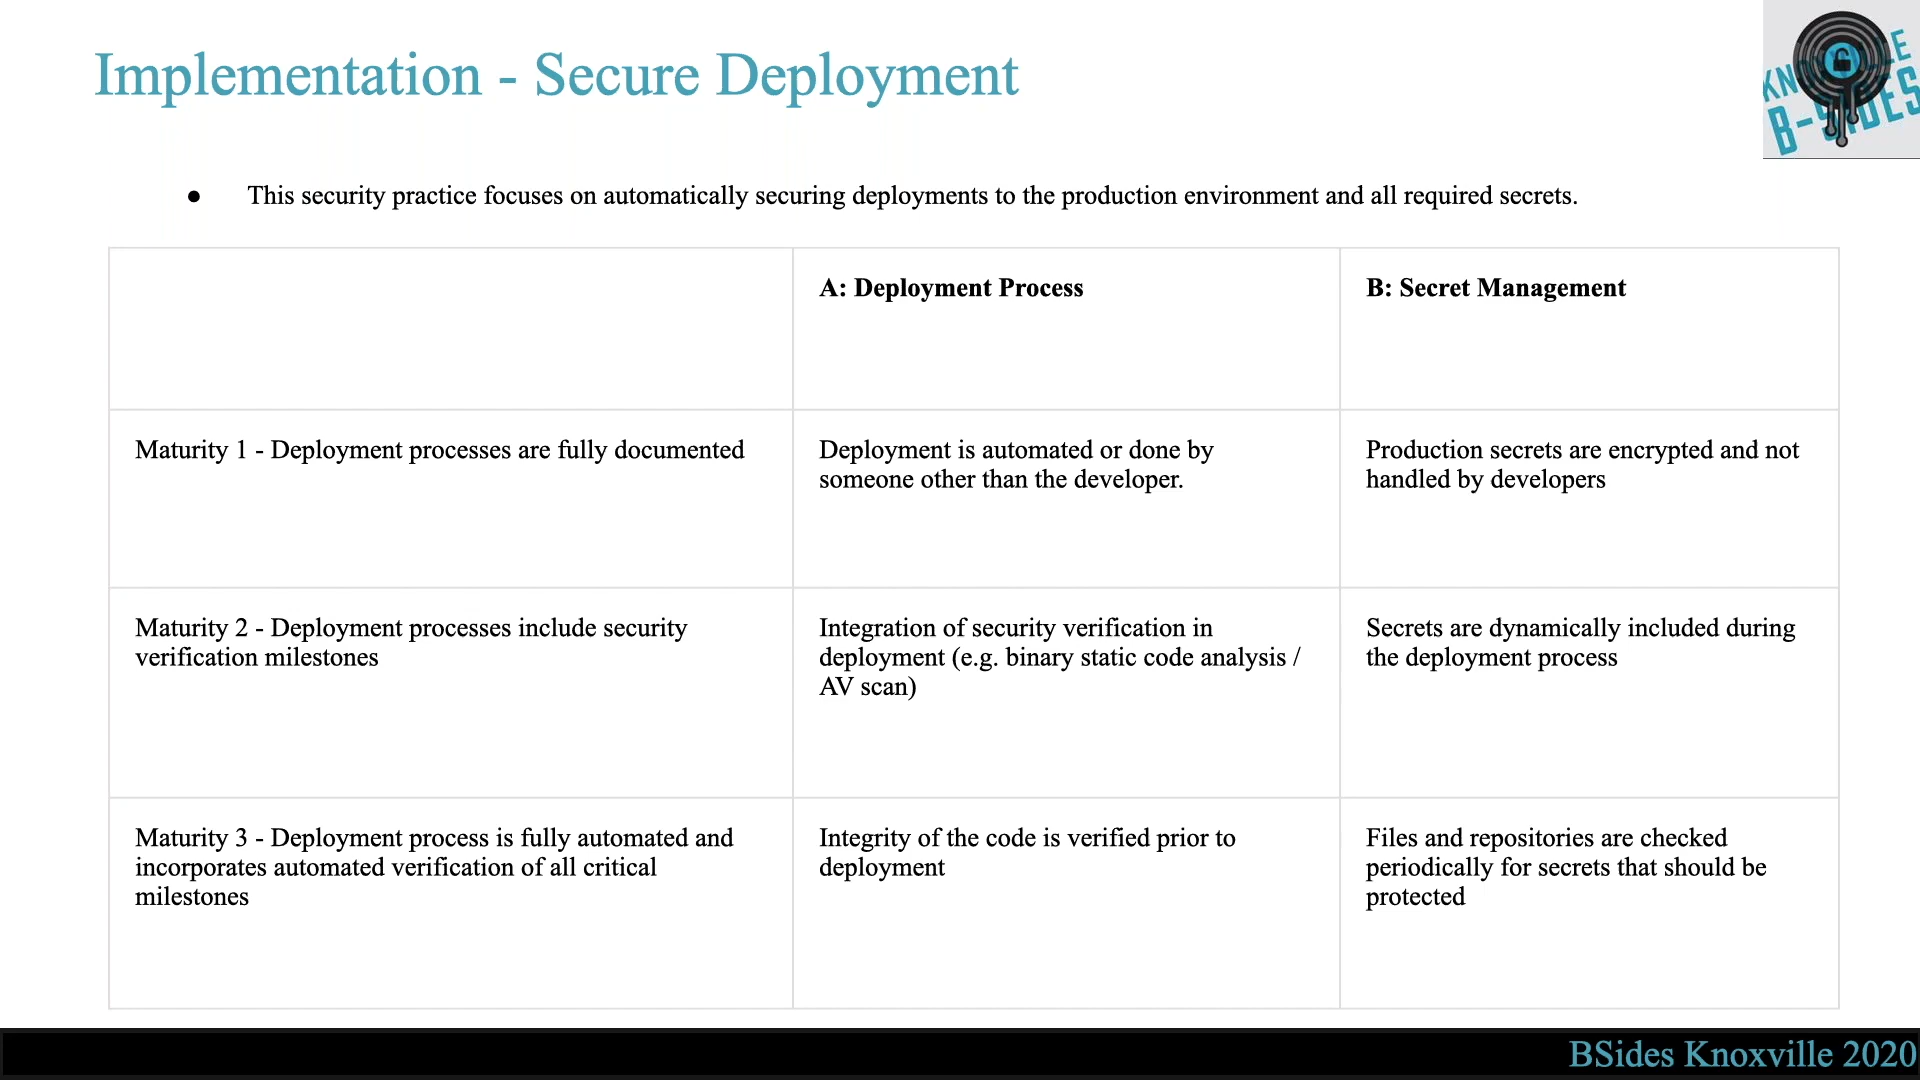 Implementation - Secure Deployment
KNOXVILLE
B-SIDES
● This security practice focuses on automatically securing deployments to the production environment and all required secrets.
A: Deployment Process
B: Secret Management
Maturity 1 - Deployment processes are fully documented
Deployment is automated or done by
someone other than the developer.
Production secrets are encrypted and not
handled by developers
Maturity 2 - Deployment processes include security
verification milestones
Integration of security verification in
deployment (e.g. binary static code analysis /
AV scan)
Secrets are dynamically included during
the deployment process
Maturity 3 - Deployment process is fully automated and
incorporates automated verification of all critical
milestones
Integrity of the code is verified prior to
deployment
Files and repositories are checked
periodically for secrets that should be
protected
BSides Knoxville 2020